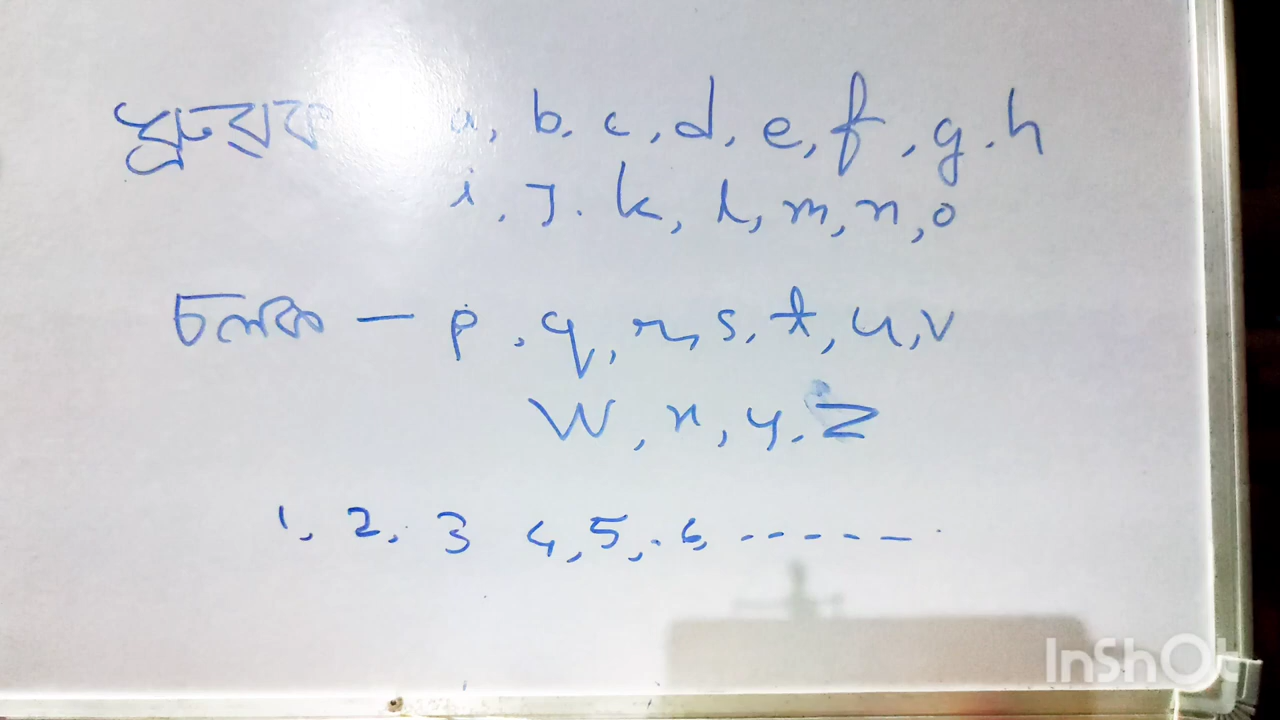 ধ্রুবক a, b, c, d, e, f, g, h
i, J, k, l, m, n, o
চলক — p, q, r, s, t, u, v
W, x, y, Z
1, 2, 3 4, 5, 6, ------
InShOt